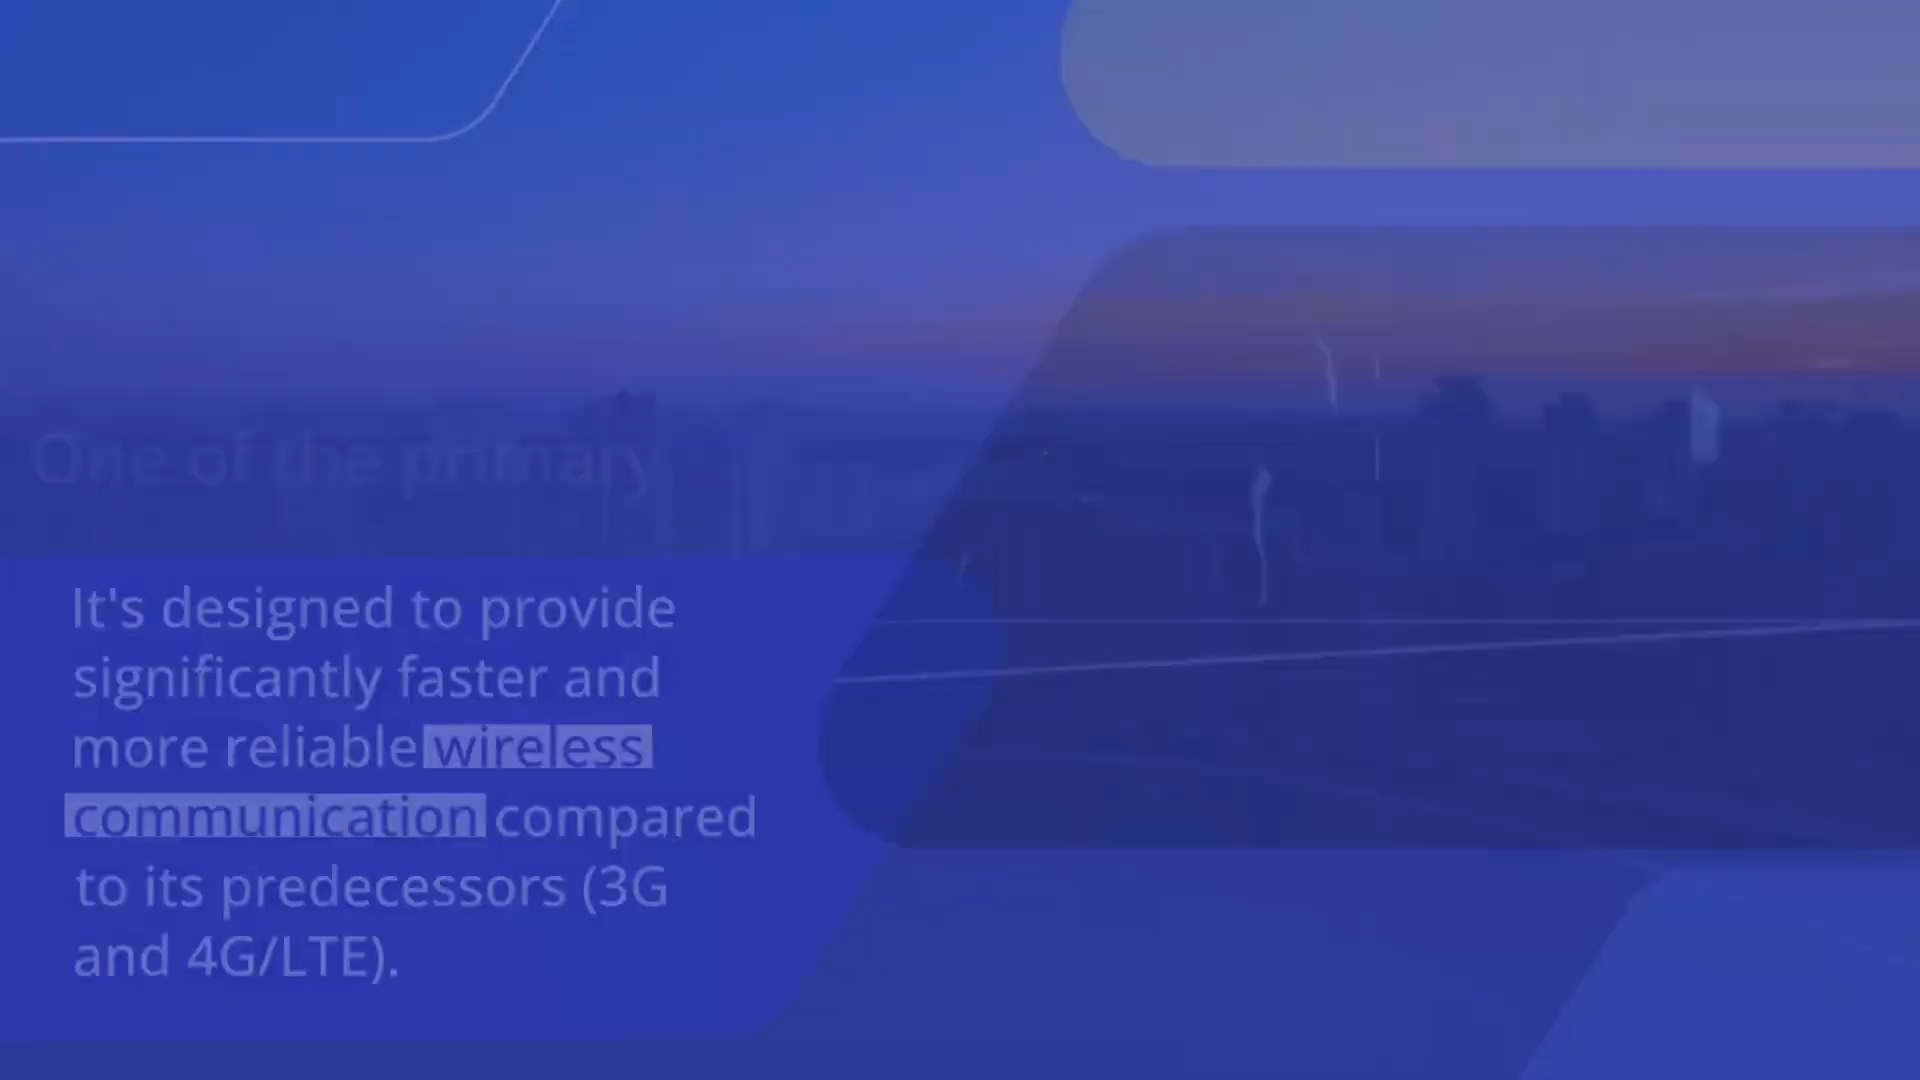 One of the primary
It's designed to provide
significantly faster and
more reliable wireless
communication compared
to its predecessors (3G
and 4G/LTE).